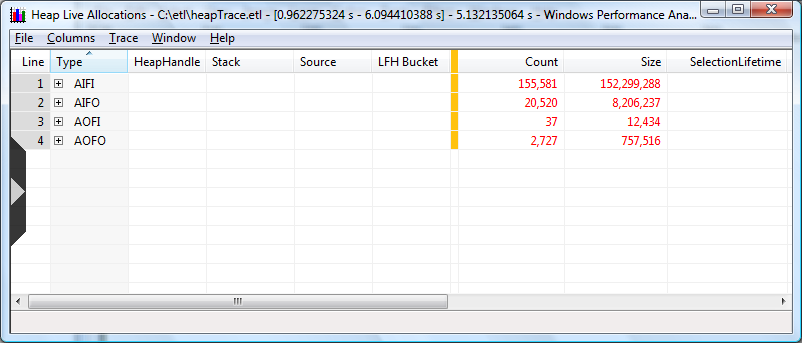 Heap Live Allocations - C:\etl\heapTrace.etl - [0.962275324 s - 6.094410388 s] - 5.132135064 s - Windows Performance Ana...
File Columns Trace Window Help
Line Type HeapHandle Stack Source LFH Bucket Count Size SelectionLifetime
1 AIFI 155,581 152,299,288
2 AIFO 20,520 8,206,237
3 AOFI 37 12,434
4 AOFO 2,727 757,516